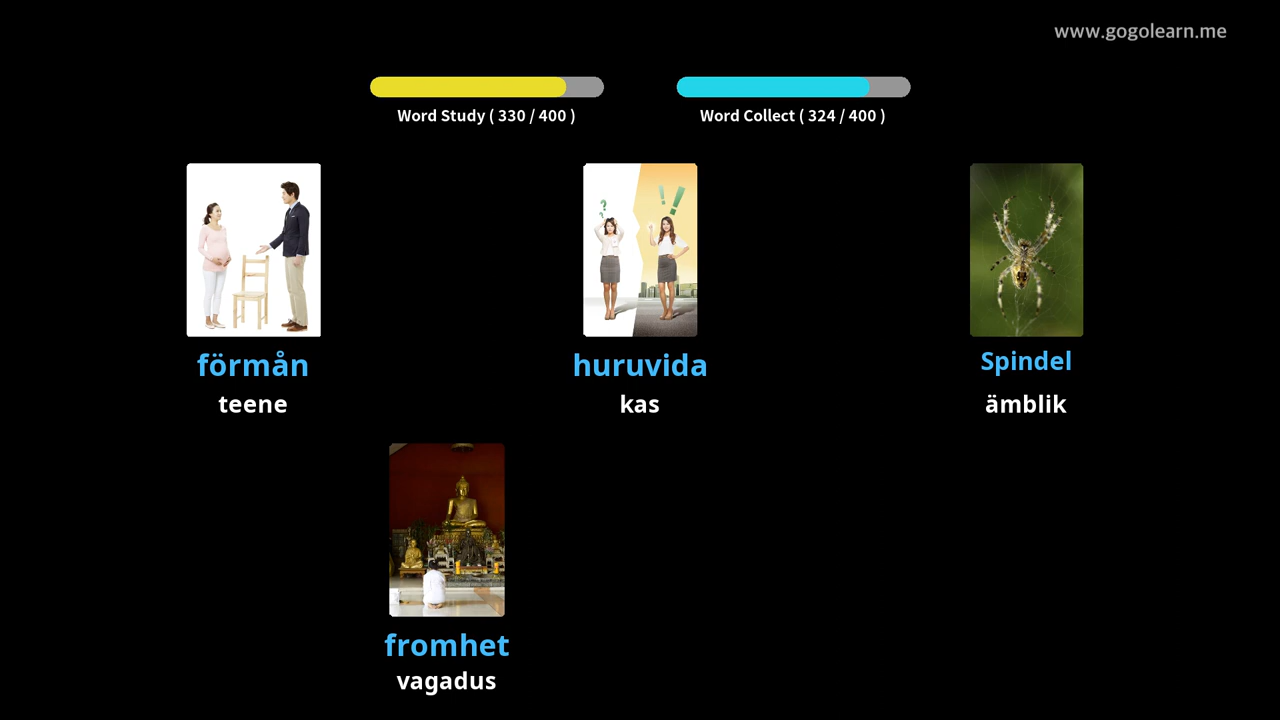 www.gogolearn.me
Word Study ( 330 / 400 )
Word Collect ( 324 / 400 )
förmån
teene
huruvida
kas
Spindel
ämblik
fromhet
vagadus